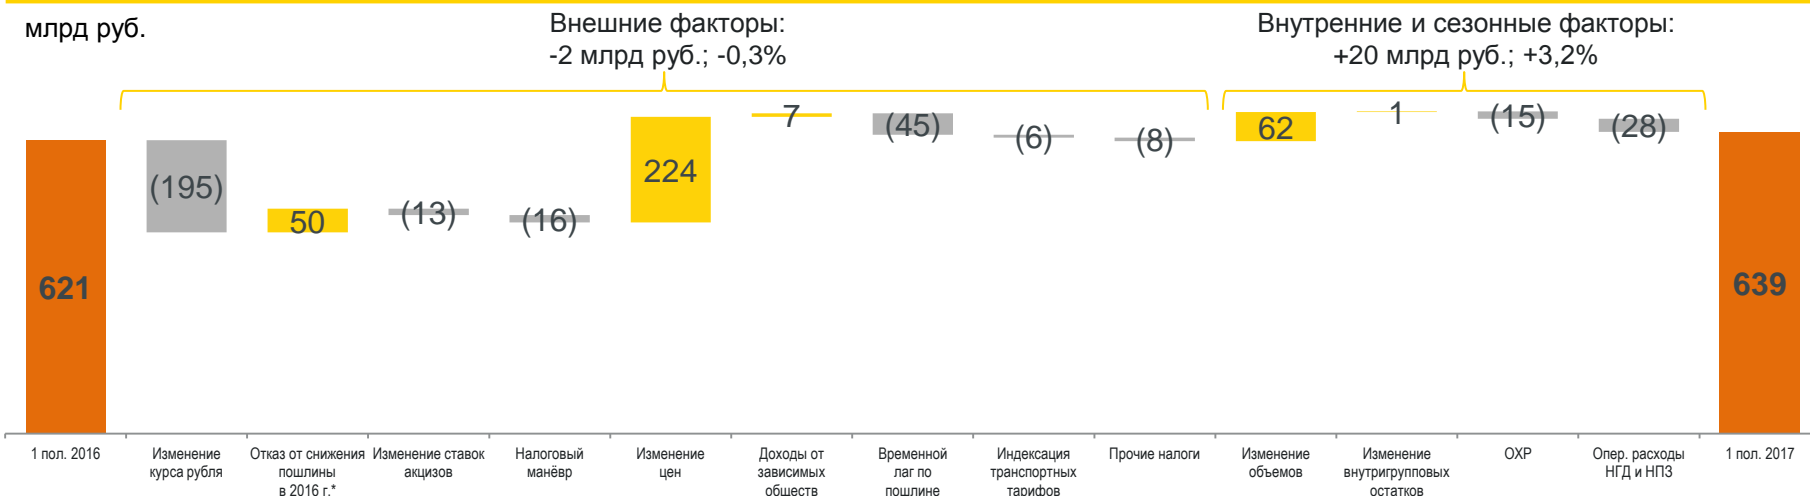 млрд руб.
Внешние факторы:
-2 млрд руб.; -0,3%
Внутренние и сезонные факторы:
+20 млрд руб.; +3,2%
621
(195)
50
(13)
(16)
224
7
(45)
(6)
(8)
62
1
(15)
(28)
639
1 пол. 2016
Изменение
курса рубля
Отказ от снижения
пошлины
в 2016 г.*
Изменение ставок
акцизов
Налоговый
манёвр
Изменение
цен
Доходы от
зависимых
обществ
Временной
лаг по
пошлине
Индексация
транспортных
тарифов
Прочие налоги
Изменение
объемов
Изменение
внутригрупповых
остатков
ОХР
Опер. расходы
НГД и НПЗ
1 пол. 2017